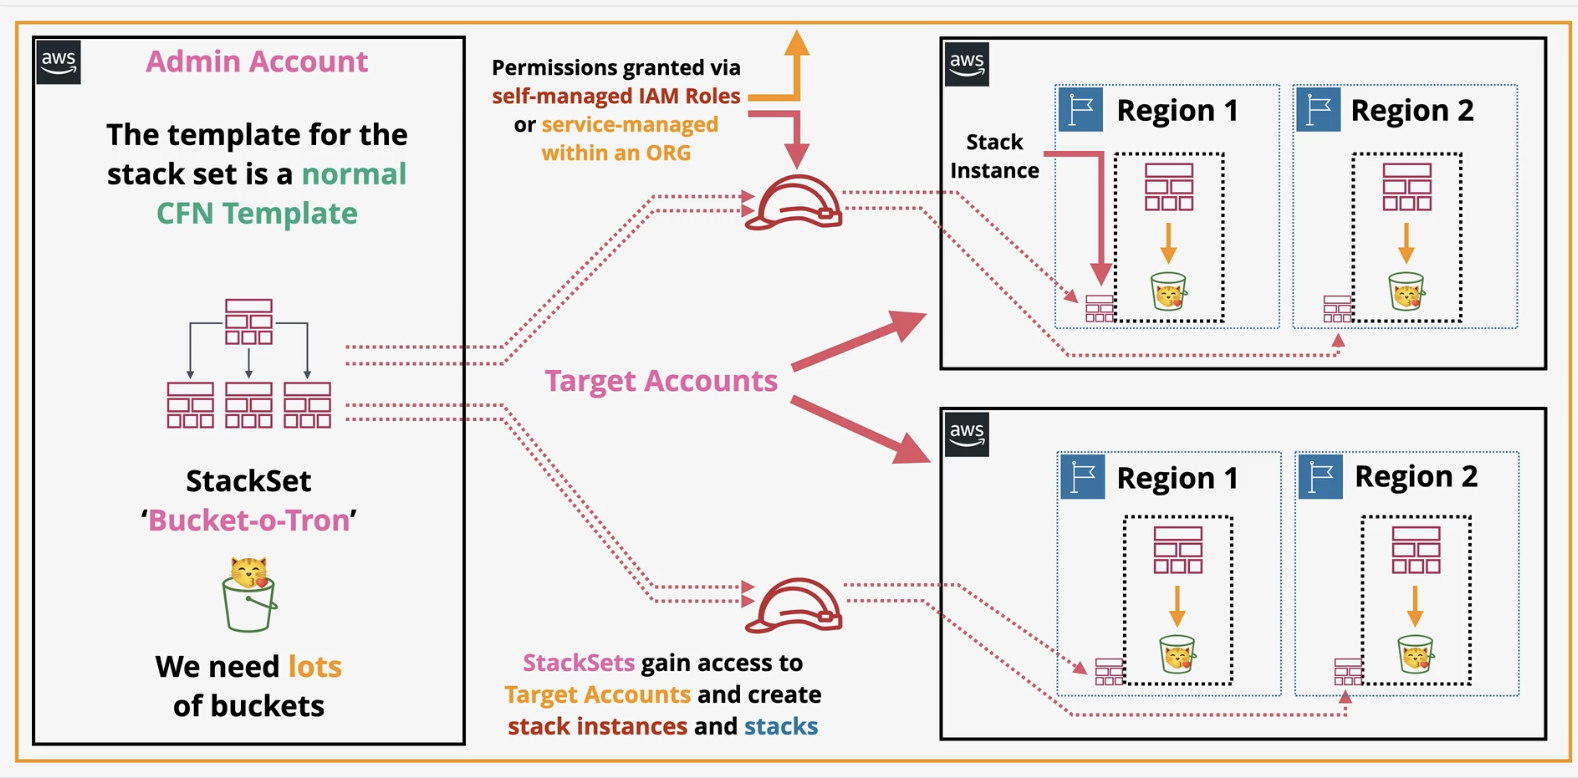 aws
Admin Account
The template for the
stack set is a normal
CFN Template
StackSet
‘Bucket-o-Tron’
We need lots
of buckets
Permissions granted via
self-managed IAM Roles
or service-managed
within an ORG
Target Accounts
StackSets gain access to
Target Accounts and create
stack instances and stacks
aws
Region 1
Region 2
Stack
Instance
aws
Region 1
Region 2